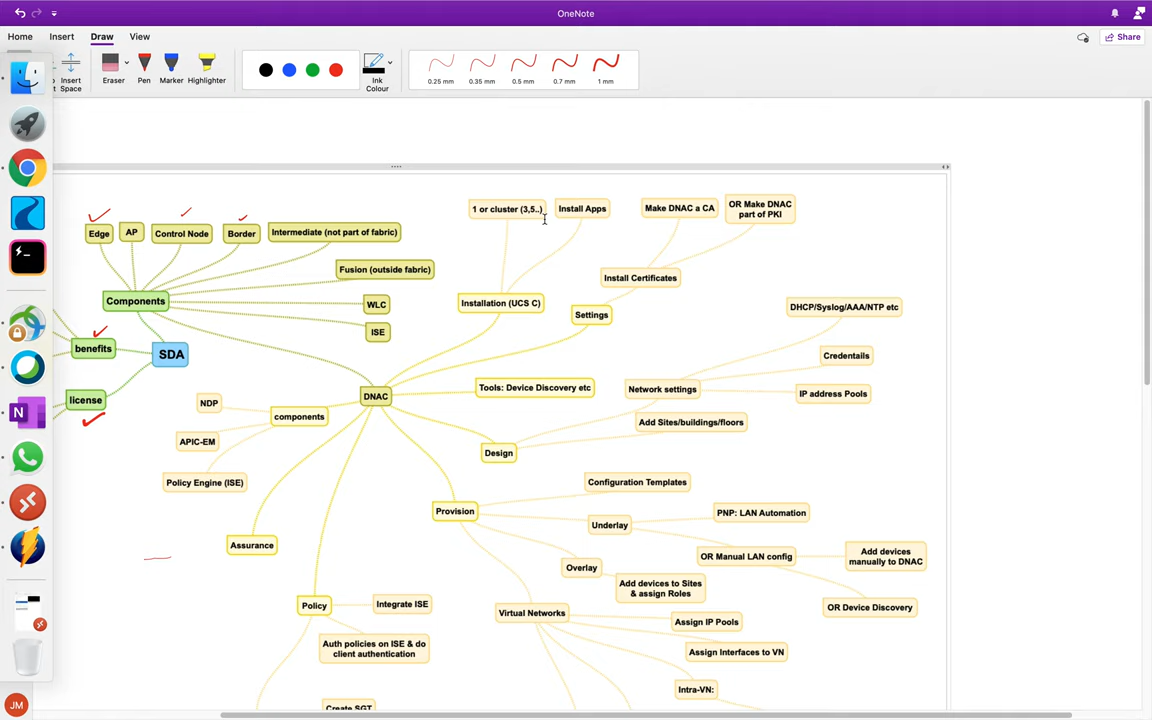 OneNote
Home
Insert
Draw
View
Share
Insert
Space
Eraser
Pen
Marker
Highlighter
Ink
Colour
0.25 mm
0.35 mm
0.5 mm
0.7 mm
1 mm
1 or cluster (3,5..)
Install Apps
Make DNAC a CA
OR Make DNAC
part of PKI
Edge
AP
Control Node
Border
Intermediate (not part of fabric)
Fusion (outside fabric)
Install Certificates
Components
WLC
Installation (UCS C)
Settings
DHCP/Syslog/AAA/NTP etc
ISE
benefits
SDA
Credentails
license
DNAC
Tools: Device Discovery etc
Network settings
IP address Pools
NDP
components
Add Sites/buildings/floors
APIC-EM
Design
Policy Engine (ISE)
Configuration Templates
Provision
Underlay
PNP: LAN Automation
Assurance
OR Manual LAN config
Add devices
manually to DNAC
Overlay
Add devices to Sites
& assign Roles
OR Device Discovery
Policy
Integrate ISE
Virtual Networks
Assign IP Pools
Auth policies on ISE & do
client authentication
Assign Interfaces to VN
Intra-VN:
Create SGT
JM